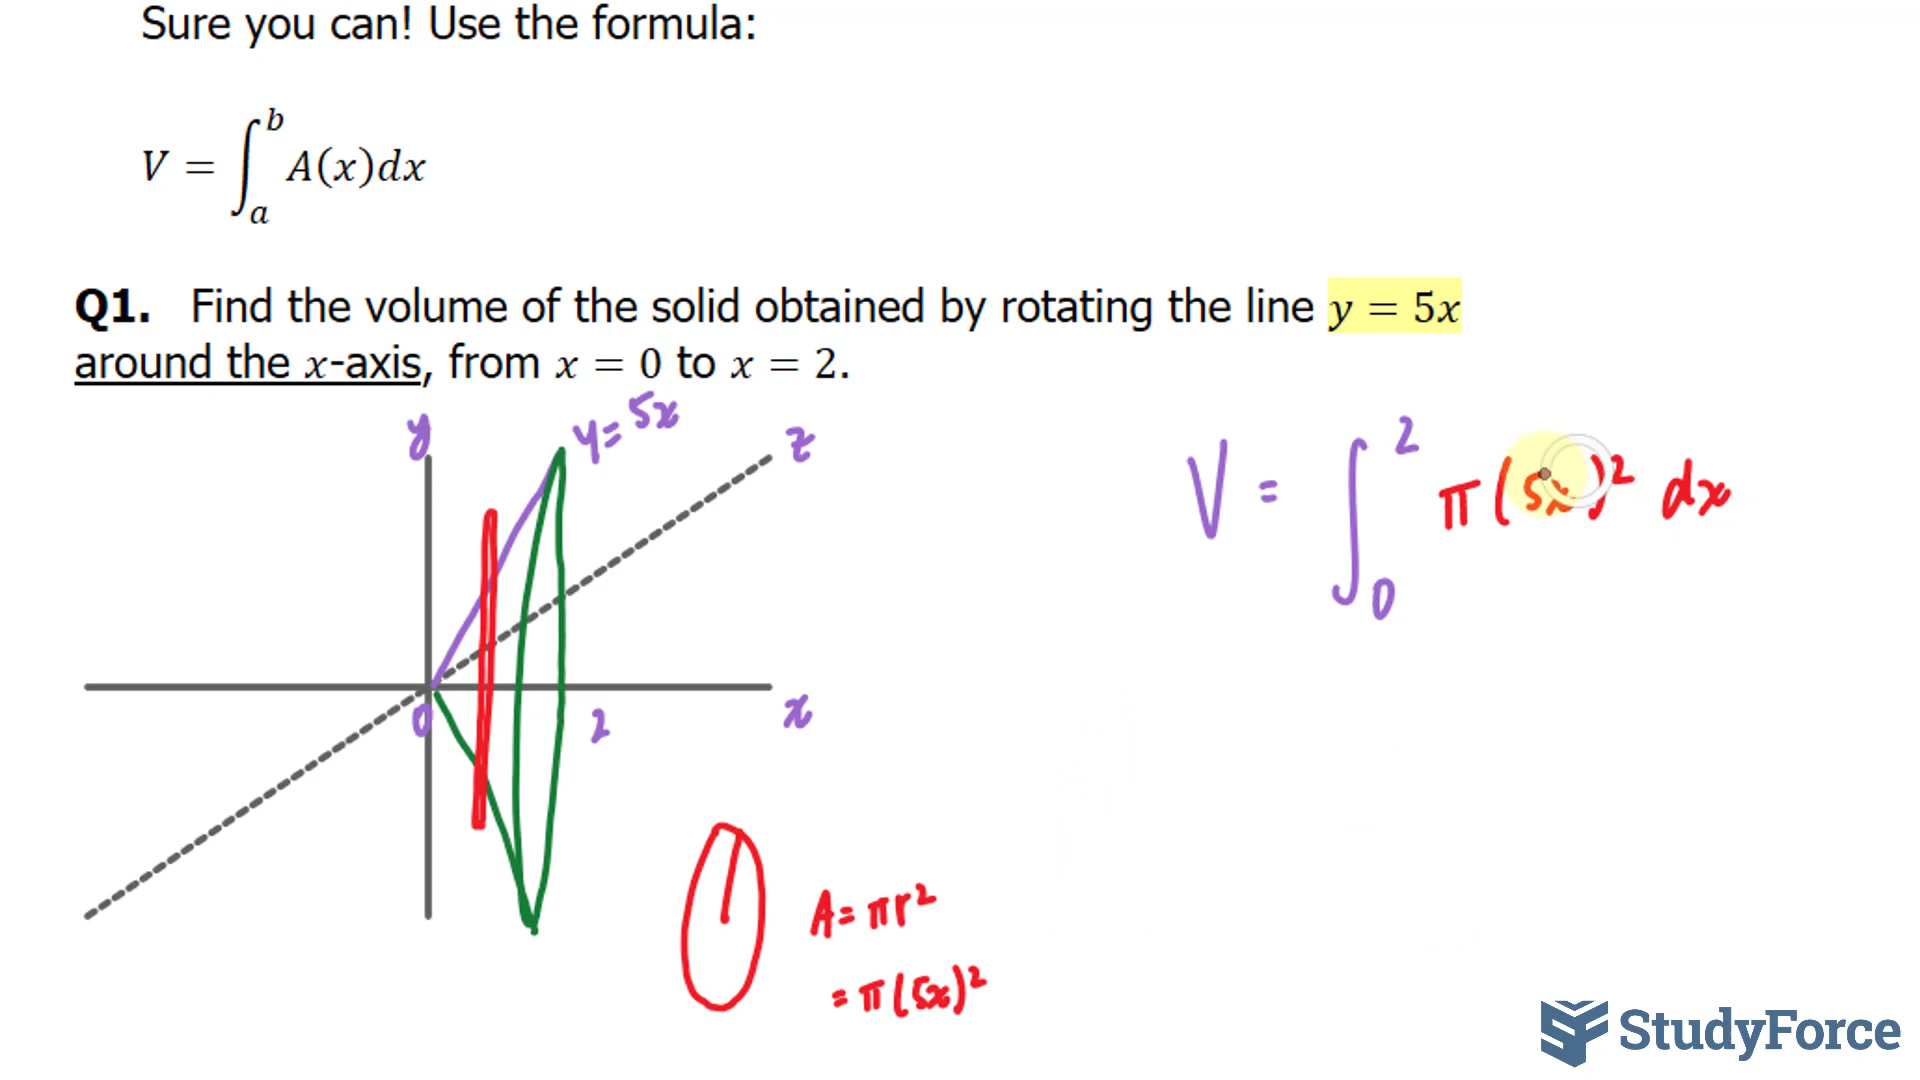 Sure you can! Use the formula:
V = ∫_a^b A(x)dx
Q1. Find the volume of the solid obtained by rotating the line y = 5x
around the x-axis, from x = 0 to x = 2.
y
y = 5x
z
V = ∫_0^2 π(5x)² dx
0
2
x
A = πr²
= π(5x)²
StudyForce